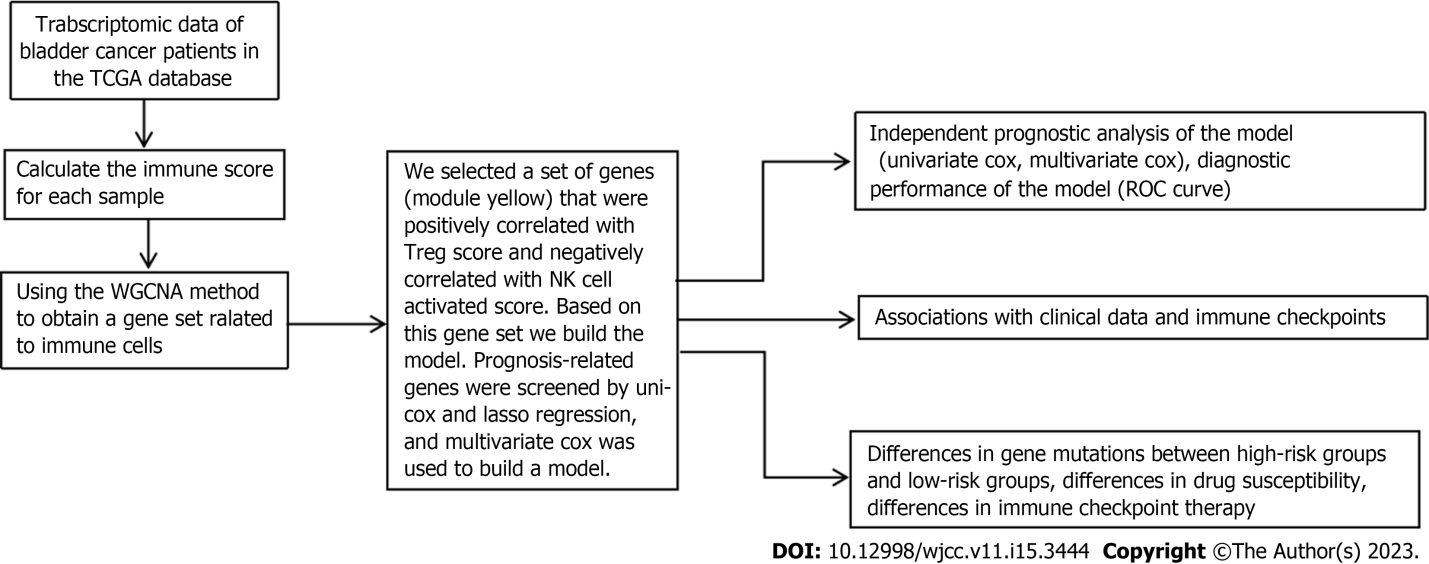 Trabscriptomic data of
bladder cancer patients in
the TCGA database
Calculate the immune score
for each sample
Using the WGCNA method
to obtain a gene set ralated
to immune cells
We selected a set of genes
(module yellow) that were
positively correlated with
Treg score and negatively
correlated with NK cell
activated score. Based on
this gene set we build the
model. Prognosis-related
genes were screened by uni-
cox and lasso regression,
and multivariate cox was
used to build a model.
Independent prognostic analysis of the model
(univariate cox, multivariate cox), diagnostic
performance of the model (ROC curve)
Associations with clinical data and immune checkpoints
Differences in gene mutations between high-risk groups
and low-risk groups, differences in drug susceptibility,
differences in immune checkpoint therapy
DOI: 10.12998/wjcc.v11.i15.3444 Copyright ©The Author(s) 2023.